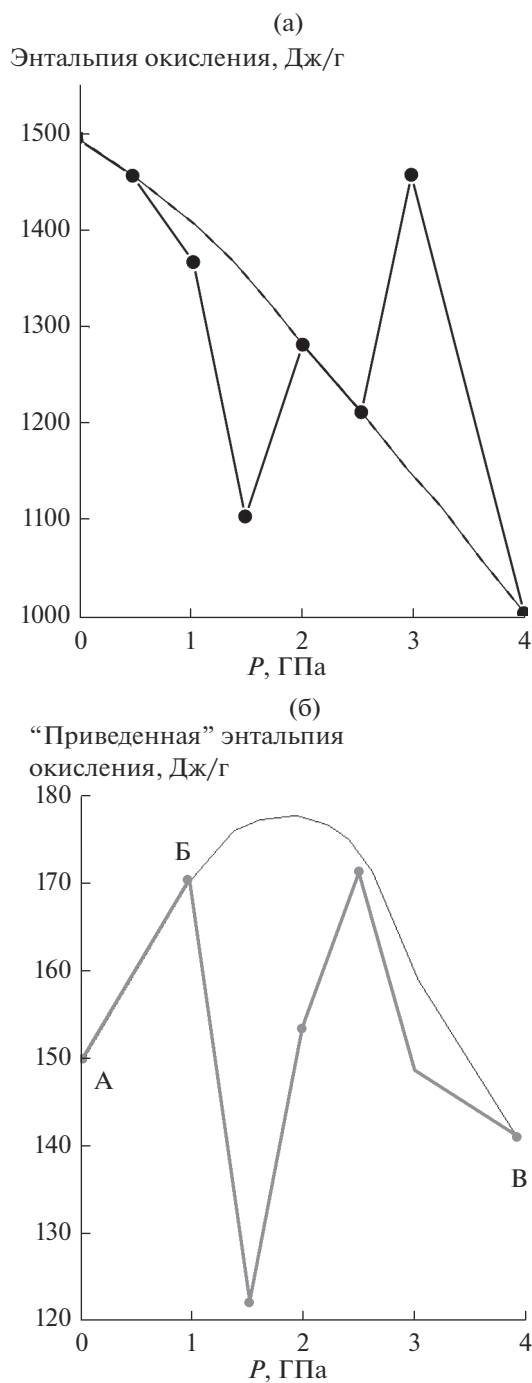 (а)
Энтальпия окисления, Дж/г
1500
1400
1300
1200
1100
1000
0
1
2
3
4
P, ГПа
(б)
“Приведенная” энтальпия
окисления, Дж/г
180
Б
170
160
150
А
140
В
130
120
0
1
2
3
4
P, ГПа